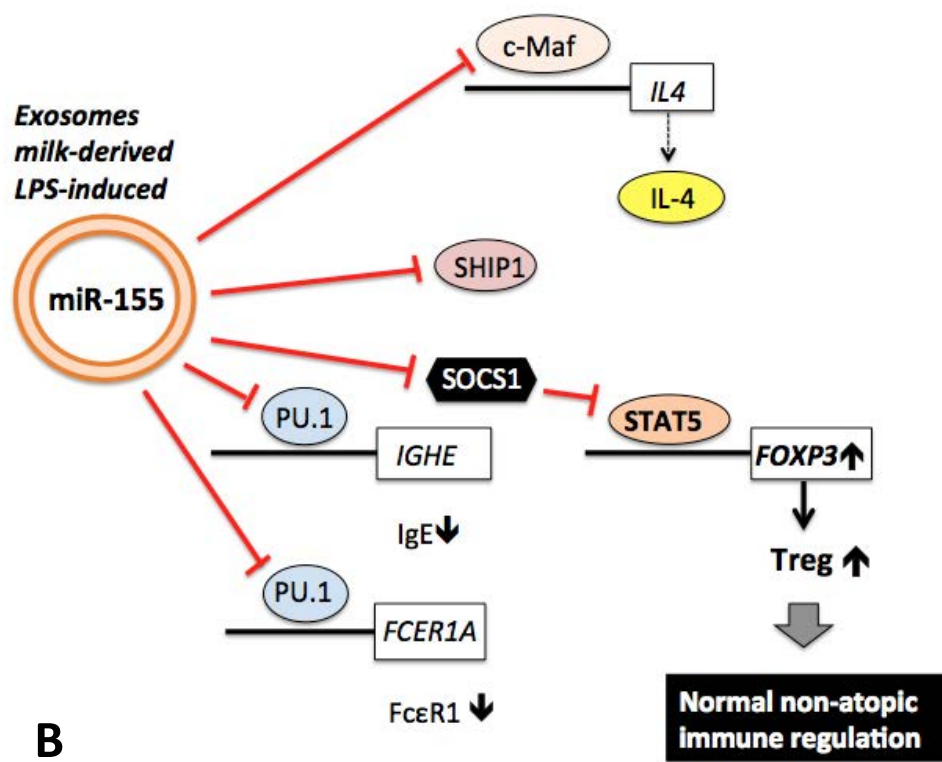 c-Maf
IL4
Exosomes
milk-derived
LPS-induced
IL-4
miR-155
SHIP1
SOCS1
PU.1
IGHE
STAT5
FOXP3🡩
IgE🡫
Treg 🡩
PU.1
FCER1A
FcεR1 🡫
Normal non-atopic
immune regulation
B